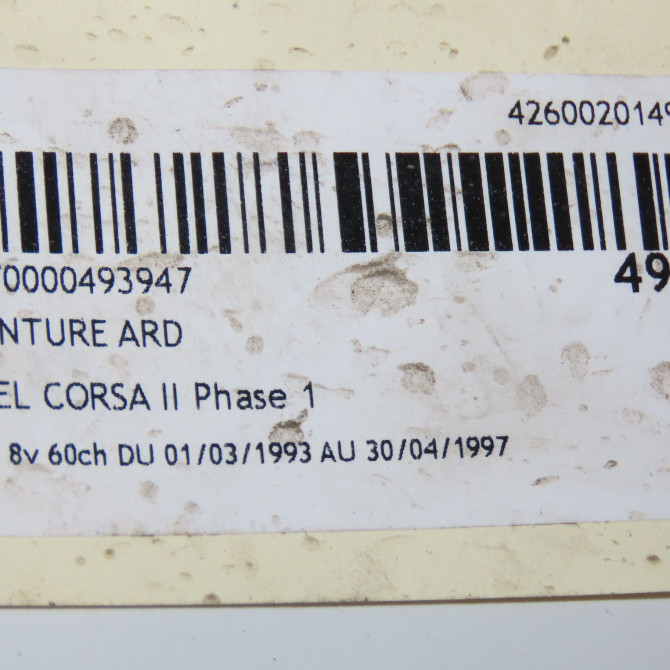 4260020149
70000493947
49
NTURE ARD
EL CORSA II Phase 1
8v 60ch DU 01/03/1993 AU 30/04/1997